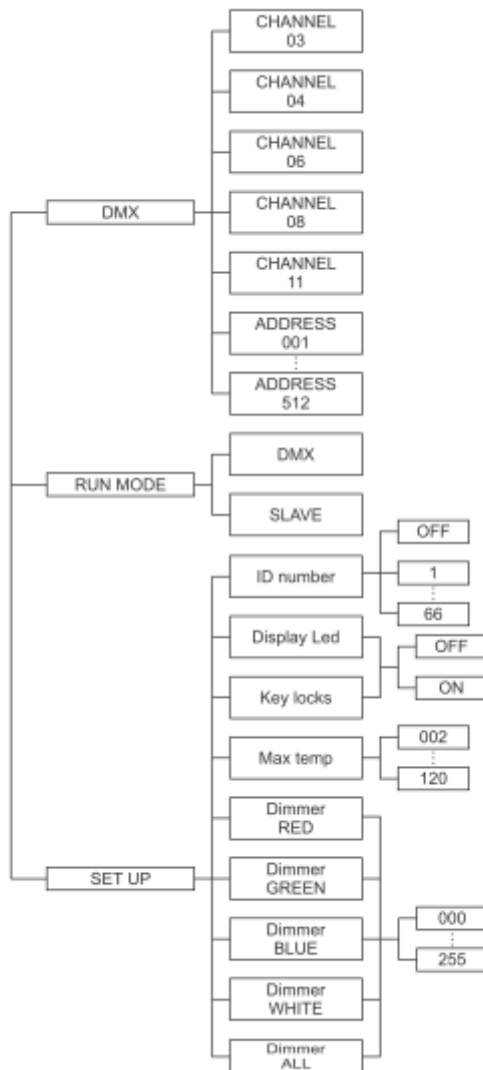 CHANNEL
03
CHANNEL
04
CHANNEL
06
DMX
CHANNEL
08
CHANNEL
11
ADDRESS
001
ADDRESS
512
RUN MODE
DMX
SLAVE
ID number
OFF
1
66
Display Led
Key locks
OFF
ON
Max temp
002
120
SET UP
Dimmer
RED
Dimmer
GREEN
Dimmer
BLUE
Dimmer
WHITE
Dimmer
ALL
000
255